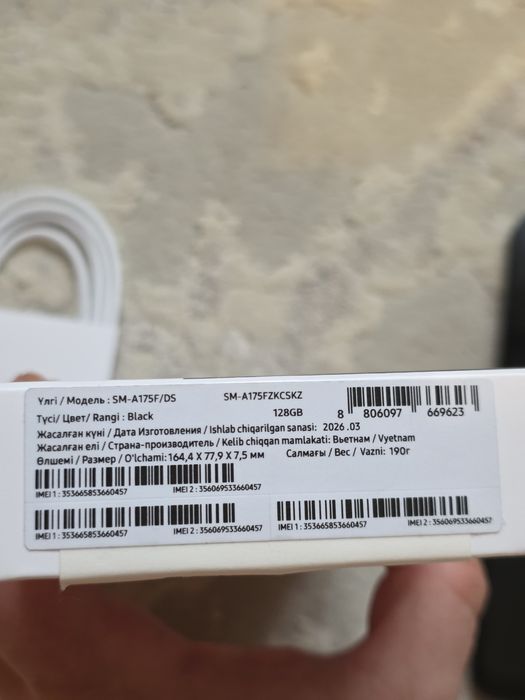 Үлгі / Модель : SM-A175F/DS SM-A175FZKCSKZ
Түсі/ Цвет/ Rangi : Black 128GB 8 806097 669623
Жасалған күні / Дата Изготовления / Ishlab chiqarilgan sanasi: 2026.03
Жасалған елі / Страна-производитель / Kelib chiqqan mamlakati: Вьетнам / Vyetnam
Өлшемі / Размер / O'lchami: 164,4 X 77,9 X 7,5 мм Салмағы / Вес / Vazni: 190г
IMEI 1 : 353665853660457 IMEI 2 : 356069533660457
IMEI 1 : 353665853660457 IMEI 2 : 356069533660457 IMEI 1 : 353665853660457 IMEI 2 : 356069533660457